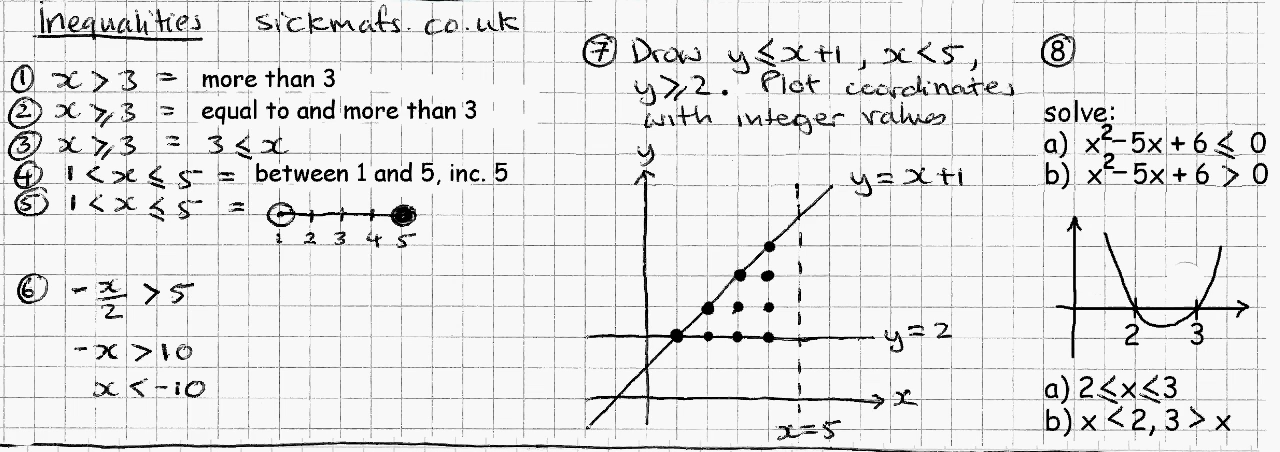 Inequalities sickmafs.co.uk
① x > 3 = more than 3
② x ⩾ 3 = equal to and more than 3
③ x ⩾ 3 = 3 ⩽ x
④ 1 < x ⩽ 5 = between 1 and 5, inc. 5
⑤ 1 < x ⩽ 5 =
1 2 3 4 5
⑥ -x/2 > 5
-x > 10
x < -10
⑦ Draw y ⩽ x+1, x < 5,
y ⩾ 2. Plot coordinates
with integer values
y
y = x+1
y = 2
x
x = 5
⑧
solve:
a) x²-5x + 6 ⩽ 0
b) x²-5x + 6 > 0
2 3
a) 2⩽x⩽3
b) x < 2, 3 > x